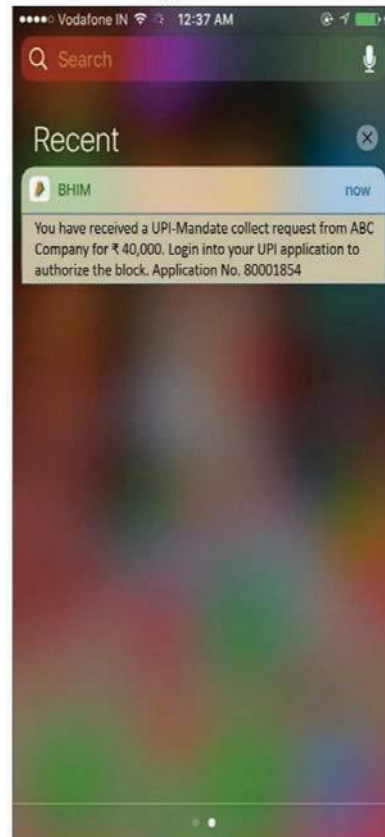 Vodafone IN 12:37 AM
Search
Recent
BHIM now
You have received a UPI-Mandate collect request from ABC
Company for ₹ 40,000. Login into your UPI application to
authorize the block. Application No. 80001854